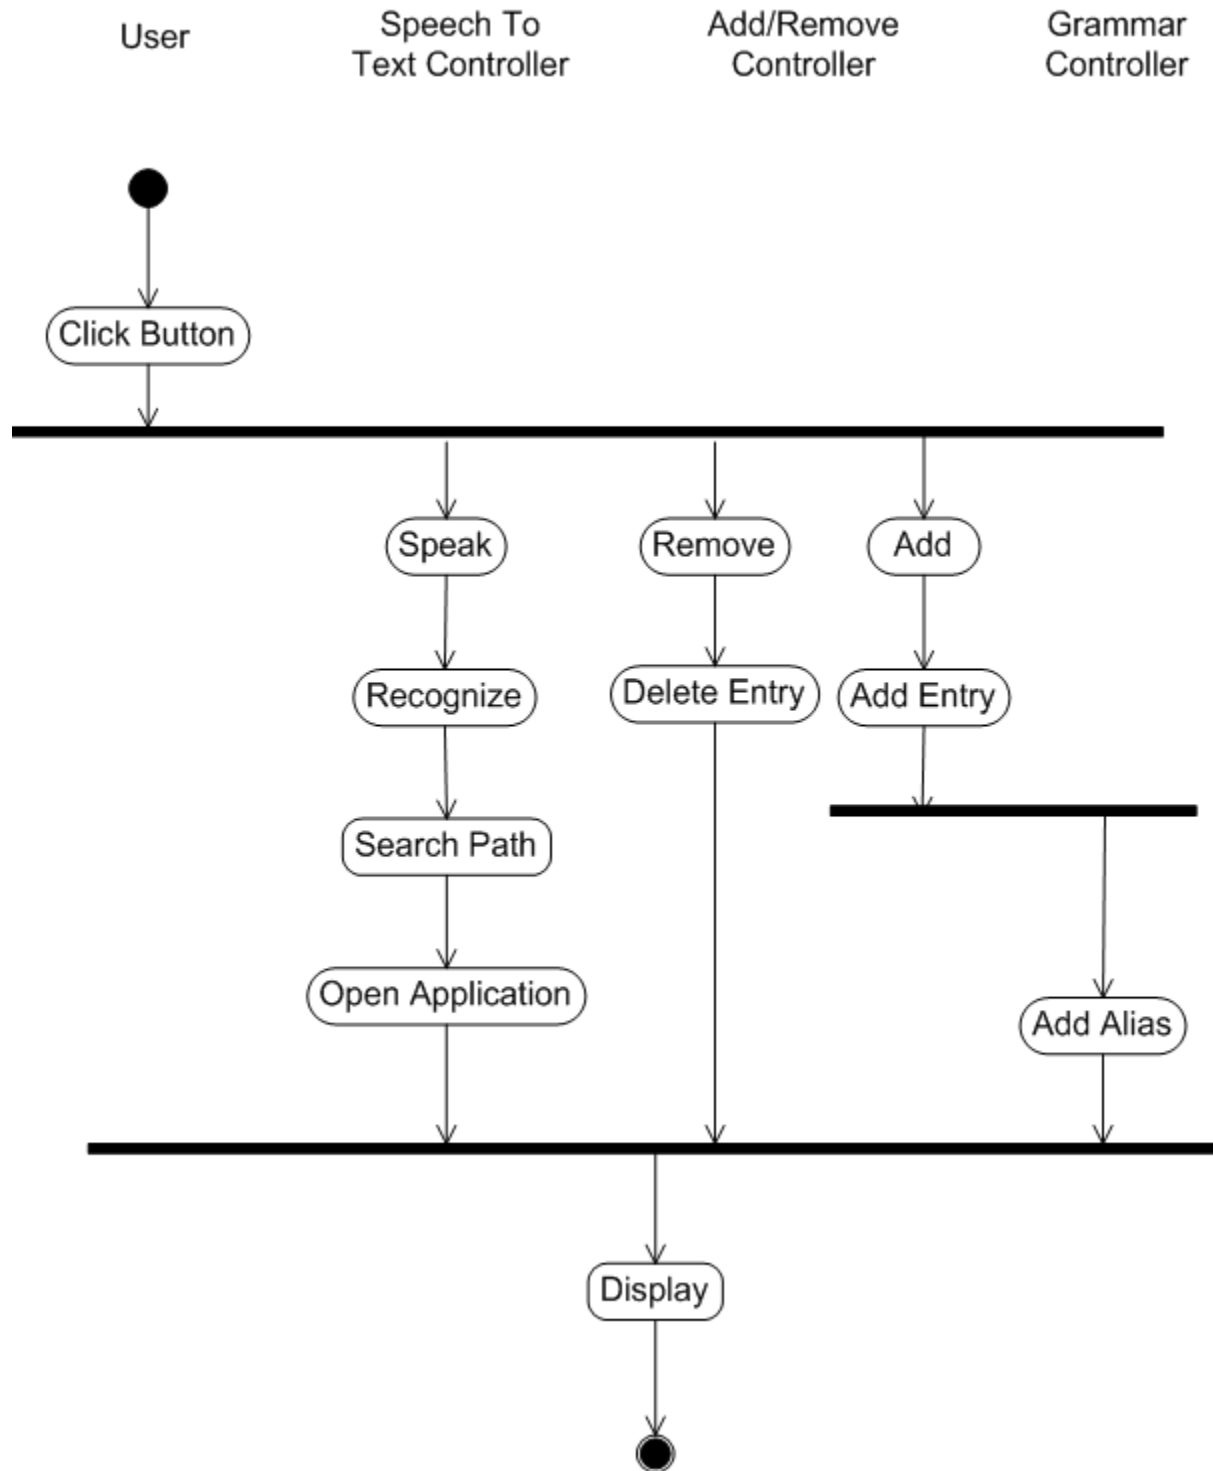 User
Speech To
Text Controller
Add/Remove
Controller
Grammar
Controller
Click Button
Speak
Remove
Add
Recognize
Delete Entry
Add Entry
Search Path
Open Application
Add Alias
Display